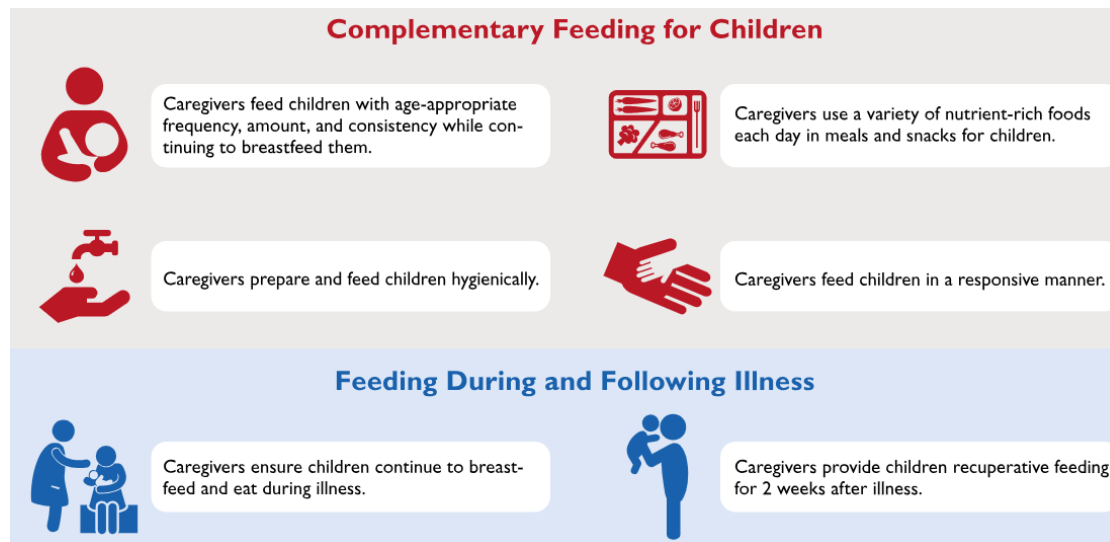 Complementary Feeding for Children
Caregivers feed children with age-appropriate
frequency, amount, and consistency while con-
tinuing to breastfeed them.
Caregivers use a variety of nutrient-rich foods
each day in meals and snacks for children.
Caregivers prepare and feed children hygienically.
Caregivers feed children in a responsive manner.
Feeding During and Following Illness
Caregivers ensure children continue to breast-
feed and eat during illness.
Caregivers provide children recuperative feeding
for 2 weeks after illness.